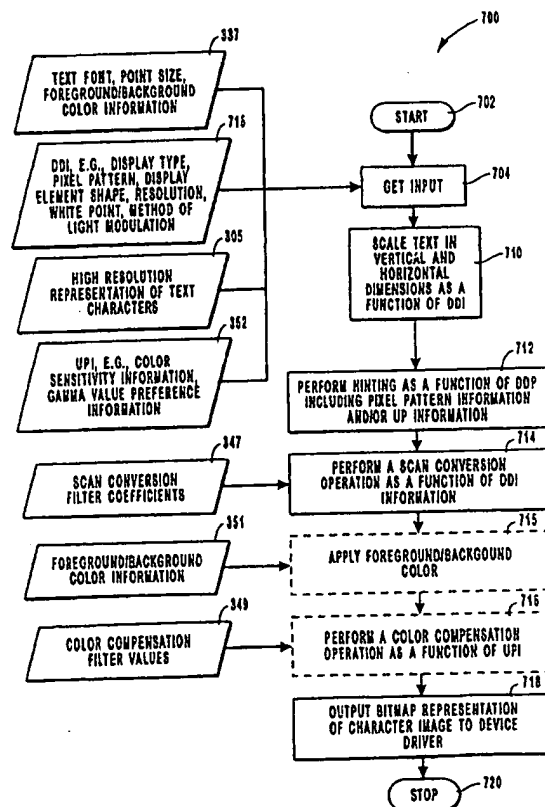 700
337
TEXT FONT, POINT SIZE,
FOREGROUND/BACKGROUND
COLOR INFORMATION
702
START
716
DDI, E.G., DISPLAY TYPE,
PIXEL PATTERN, DISPLAY
ELEMENT SHAPE, RESOLUTION,
WHITE POINT, METHOD OF
LIGHT MODULATION
GET INPUT
704
SCALE TEXT IN
VERTICAL AND
HORIZONTAL
DIMENSIONS AS A
FUNCTION OF DDI
710
305
HIGH RESOLUTION
REPRESENTATION OF TEXT
CHARACTERS
352
UPI, E.G., COLOR
SENSITIVITY INFORMATION,
GAMMA VALUE PREFERENCE
INFORMATION
712
PERFORM HINTING AS A FUNCTION OF DDP
INCLUDING PIXEL PATTERN INFORMATION
AND/OR UP INFORMATION
347
SCAN CONVERSION
FILTER COEFFICIENTS
714
PERFORM A SCAN CONVERSION
OPERATION AS A FUNCTION OF DDI
INFORMATION
351
FOREGROUND/BACKGROUND
COLOR INFORMATION
715
APPLY FOREGROUND/BACKGOUND
COLOR
349
COLOR COMPENSATION
FILTER VALUES
716
PERFORM A COLOR COMPENSATION
OPERATION AS A FUNCTION OF UPI
718
OUTPUT BITMAP REPRESENTATION
OF CHARACTER IMAGE TO DEVICE
DRIVER
STOP
720